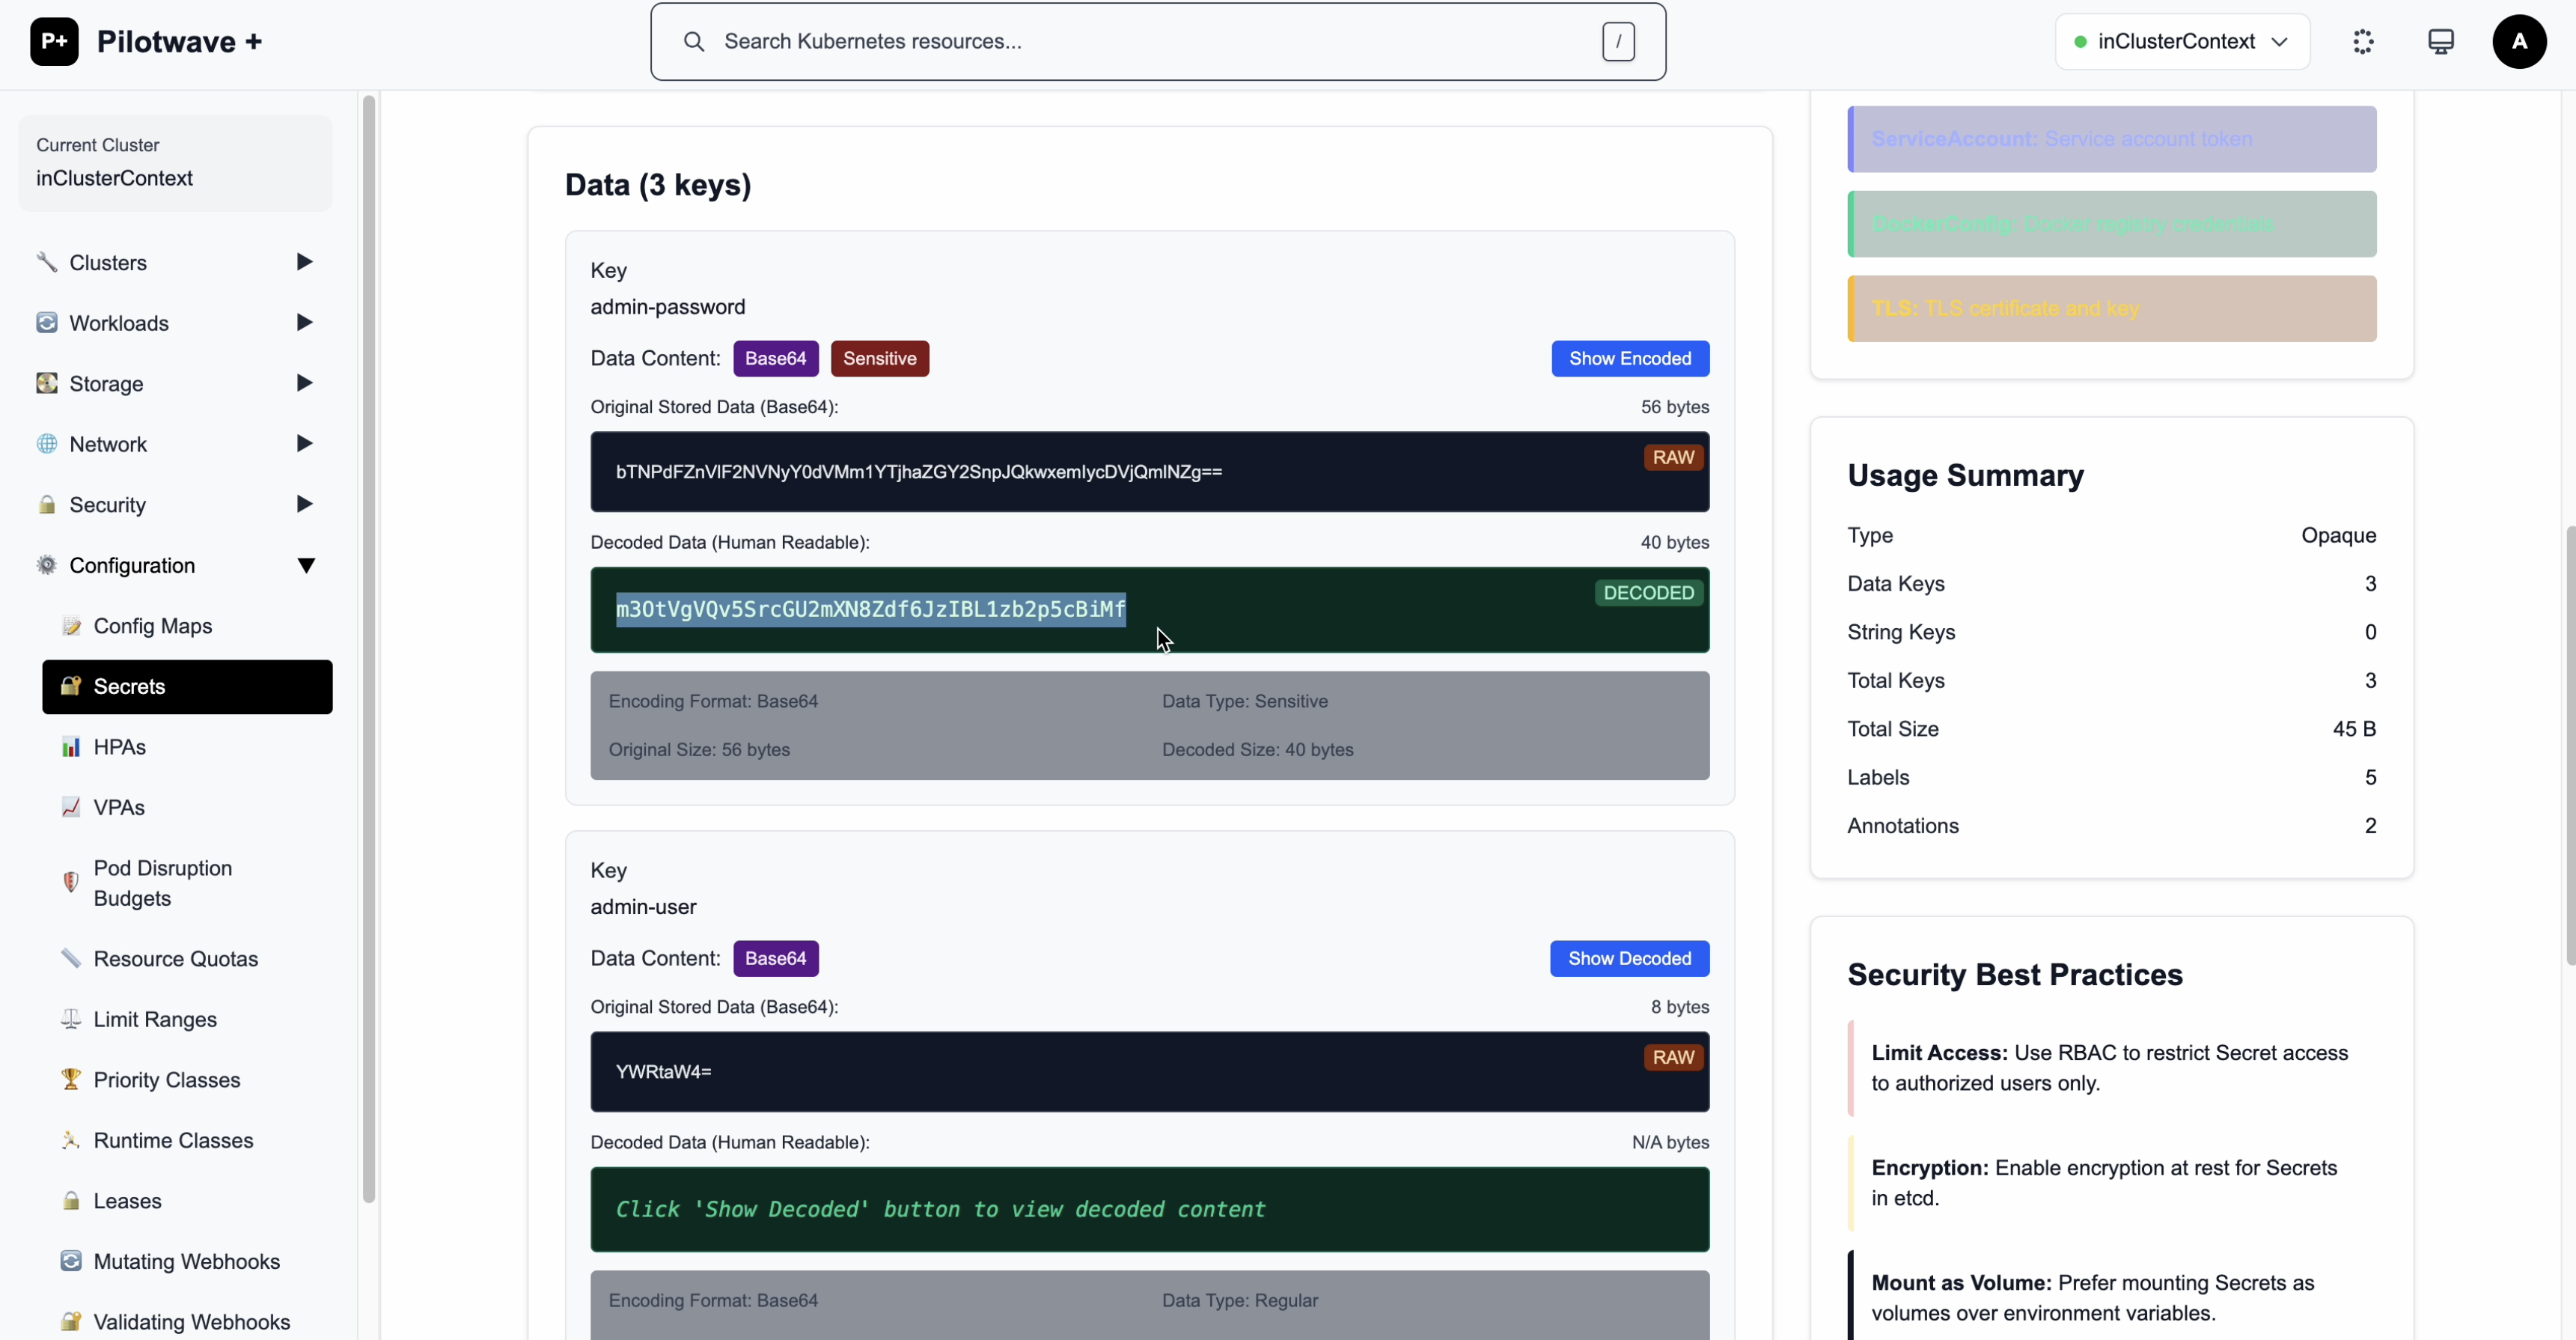 P+ Pilotwave +
Search Kubernetes resources...
/
inClusterContext
A
Current Cluster
inClusterContext
Clusters
Workloads
Storage
Network
Security
Configuration
Config Maps
Secrets
HPAs
VPAs
Pod Disruption
Budgets
Resource Quotas
Limit Ranges
Priority Classes
Runtime Classes
Leases
Mutating Webhooks
Validating Webhooks
Data (3 keys)
Key
admin-password
Data Content: Base64 Sensitive
Show Encoded
Original Stored Data (Base64): 56 bytes
RAW
bTNPdFZnVlF2NVNyY0dVMm1YTjhaZGY2SnpJQkwxemIycDVjQmlNZg==
Decoded Data (Human Readable): 40 bytes
DECODED
m3OtVgVQv5SrcGU2mXN8Zdf6JzIBL1zb2p5cBiMf
Encoding Format: Base64 Data Type: Sensitive
Original Size: 56 bytes Decoded Size: 40 bytes
Key
admin-user
Data Content: Base64
Show Decoded
Original Stored Data (Base64): 8 bytes
RAW
YWRtaW4=
Decoded Data (Human Readable): N/A bytes
Click 'Show Decoded' button to view decoded content
Encoding Format: Base64 Data Type: Regular
ServiceAccount: Service account token
DockerConfig: Docker registry credentials
TLS: TLS certificate and key
Usage Summary
Type Opaque
Data Keys 3
String Keys 0
Total Keys 3
Total Size 45 B
Labels 5
Annotations 2
Security Best Practices
Limit Access: Use RBAC to restrict Secret access
to authorized users only.
Encryption: Enable encryption at rest for Secrets
in etcd.
Mount as Volume: Prefer mounting Secrets as
volumes over environment variables.